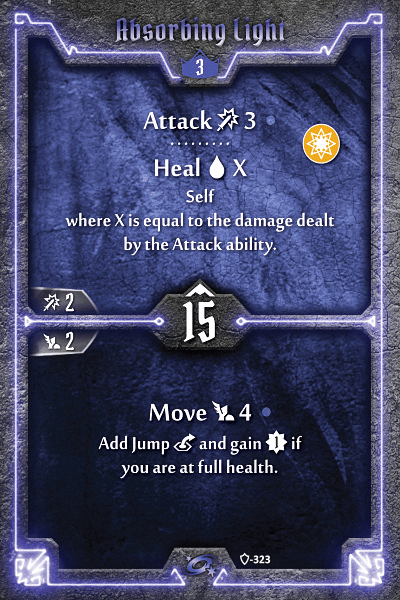 Absorbing Light
3
Attack 3
Heal X
Self
where X is equal to the damage dealt
by the Attack ability.
2
15
2
Move 4
Add Jump and gain 1 if
you are at full health.
-323